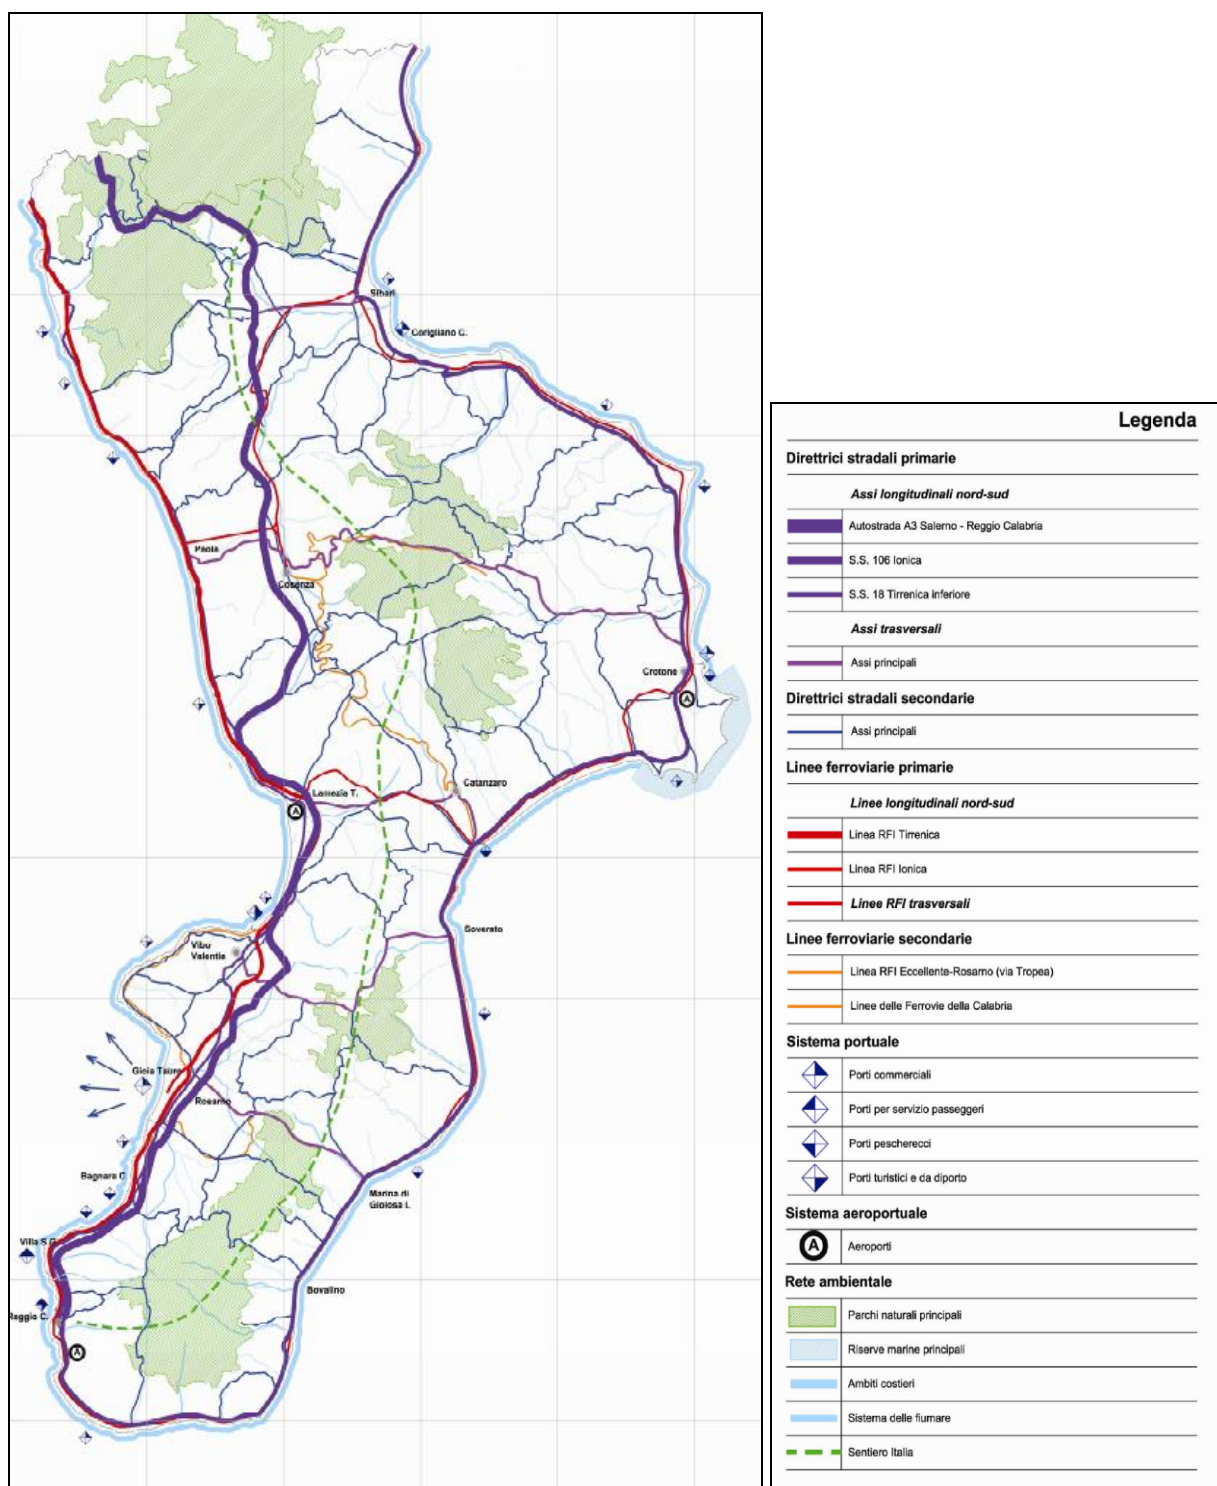 Sibari
Corigliano C.
Paola
Cosenza
Crotone
A
Catanzaro
Lamezia T.
A
Soverato
Vibo
Valentia
Gioia Tauro
Rosarno
Bagnara C.
Marina di
Gioiosa I.
Villa S.G.
Bovalino
Reggio C.
A
Legenda
Direttrici stradali primarie
Assi longitudinali nord-sud
Autostrada A3 Salerno - Reggio Calabria
S.S. 106 Ionica
S.S. 18 Tirrenica inferiore
Assi trasversali
Assi principali
Direttrici stradali secondarie
Assi principali
Linee ferroviarie primarie
Linee longitudinali nord-sud
Linea RFI Tirrenica
Linea RFI Ionica
Linee RFI trasversali
Linee ferroviarie secondarie
Linea RFI Eccellente-Rosarno (via Tropea)
Linee delle Ferrovie della Calabria
Sistema portuale
Porti commerciali
Porti per servizio passeggeri
Porti pescherecci
Porti turistici e da diporto
Sistema aeroportuale
A Aeroporti
Rete ambientale
Parchi naturali principali
Riserve marine principali
Ambiti costieri
Sistema delle fiumare
Sentiero Italia